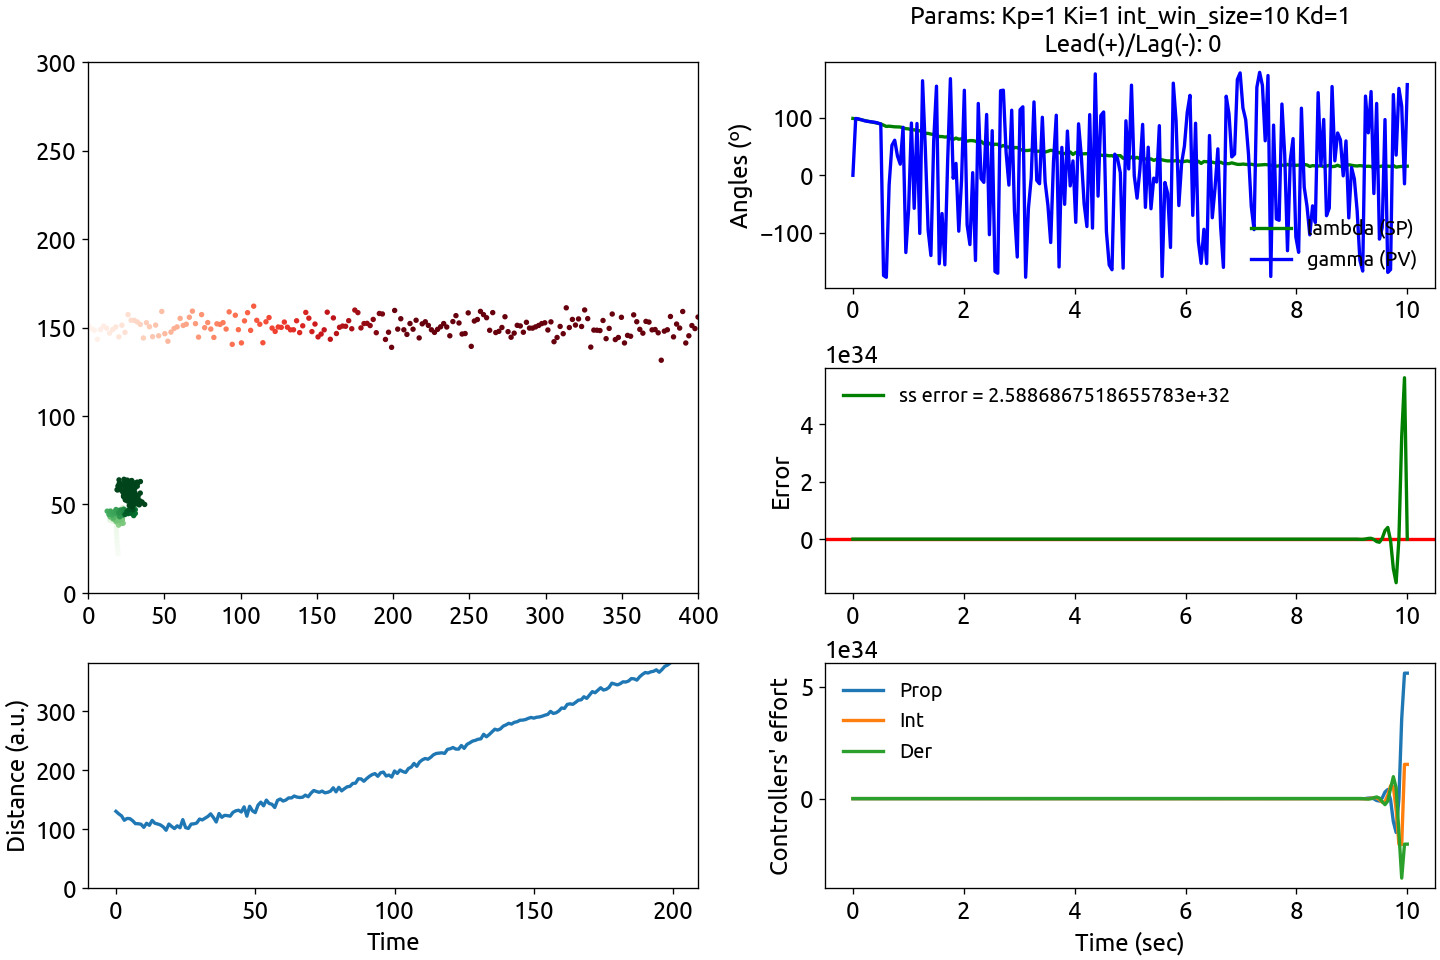 300
250
200
150
100
50
0
0 50 100 150 200 250 300 350 400
Distance (a.u.)
300
200
100
0
0 50 100 150 200
Time
Params: Kp=1 Ki=1 int_win_size=10 Kd=1
Lead(+)/Lag(-): 0
Angles (º)
100
0
−100
lambda (SP)
gamma (PV)
0 2 4 6 8 10
1e34
Error
4
2
0
ss error = 2.5886867518655783e+32
0 2 4 6 8 10
1e34
Controllers' effort
5
0
Prop
Int
Der
0 2 4 6 8 10
Time (sec)